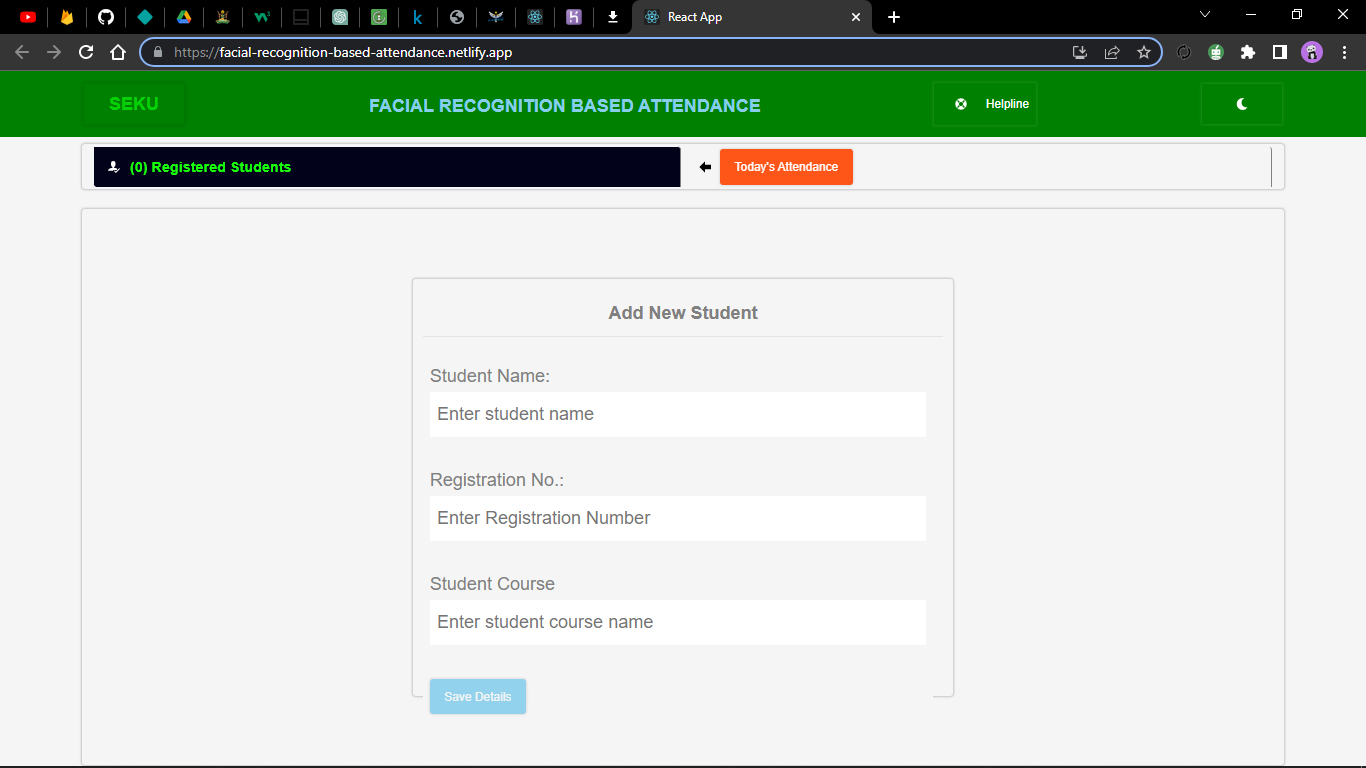 React App
https://facial-recognition-based-attendance.netlify.app
SEKU
FACIAL RECOGNITION BASED ATTENDANCE
Helpline
(0) Registered Students
Today's Attendance
Add New Student
Student Name:
Enter student name
Registration No.:
Enter Registration Number
Student Course
Enter student course name
Save Details